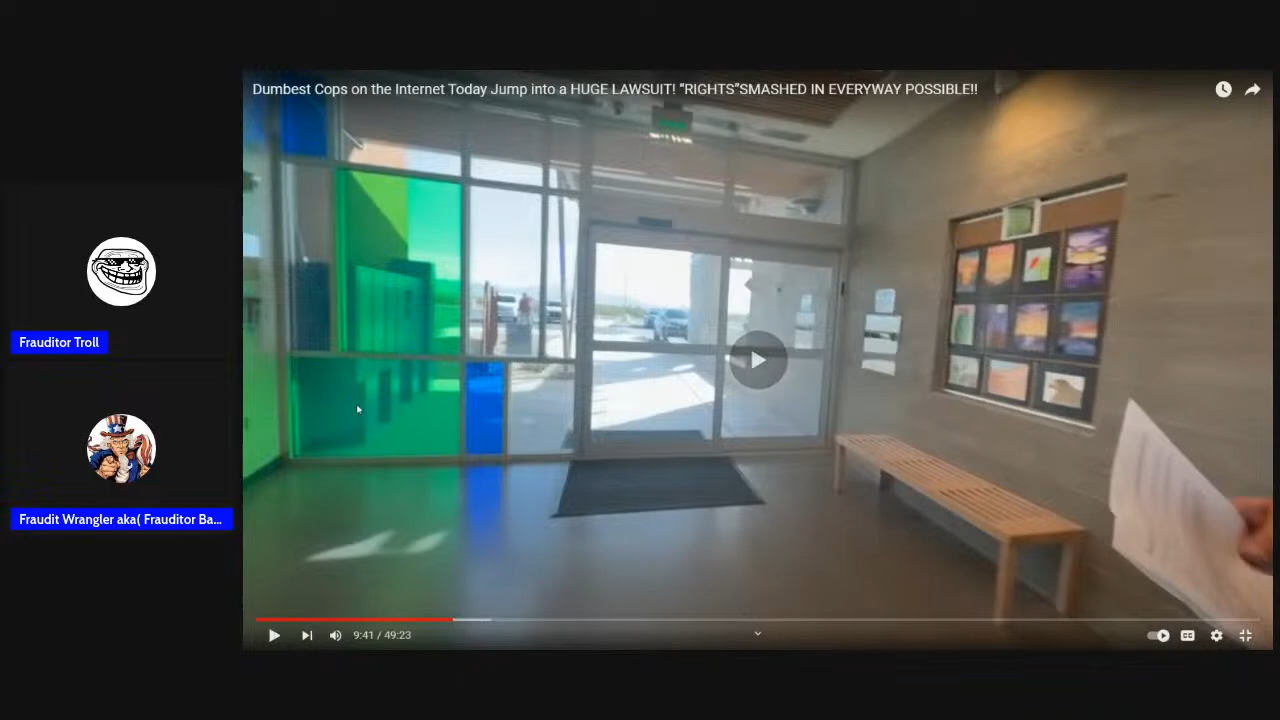 Dumbest Cops on the Internet Today Jump into a HUGE LAWSUIT! “RIGHTS”SMASHED IN EVERYWAY POSSIBLE!!
Frauditor Troll
Fraudit Wrangler aka( Frauditor Ba...
9:41 / 49:23
CC